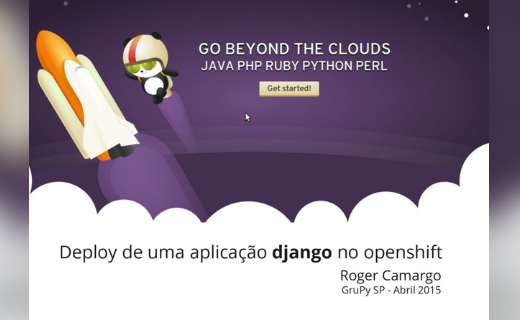 GO BEYOND THE CLOUDS
JAVA PHP RUBY PYTHON PERL
Get started!
Deploy de uma aplicação django no openshift
Roger Camargo
GruPy SP - Abril 2015